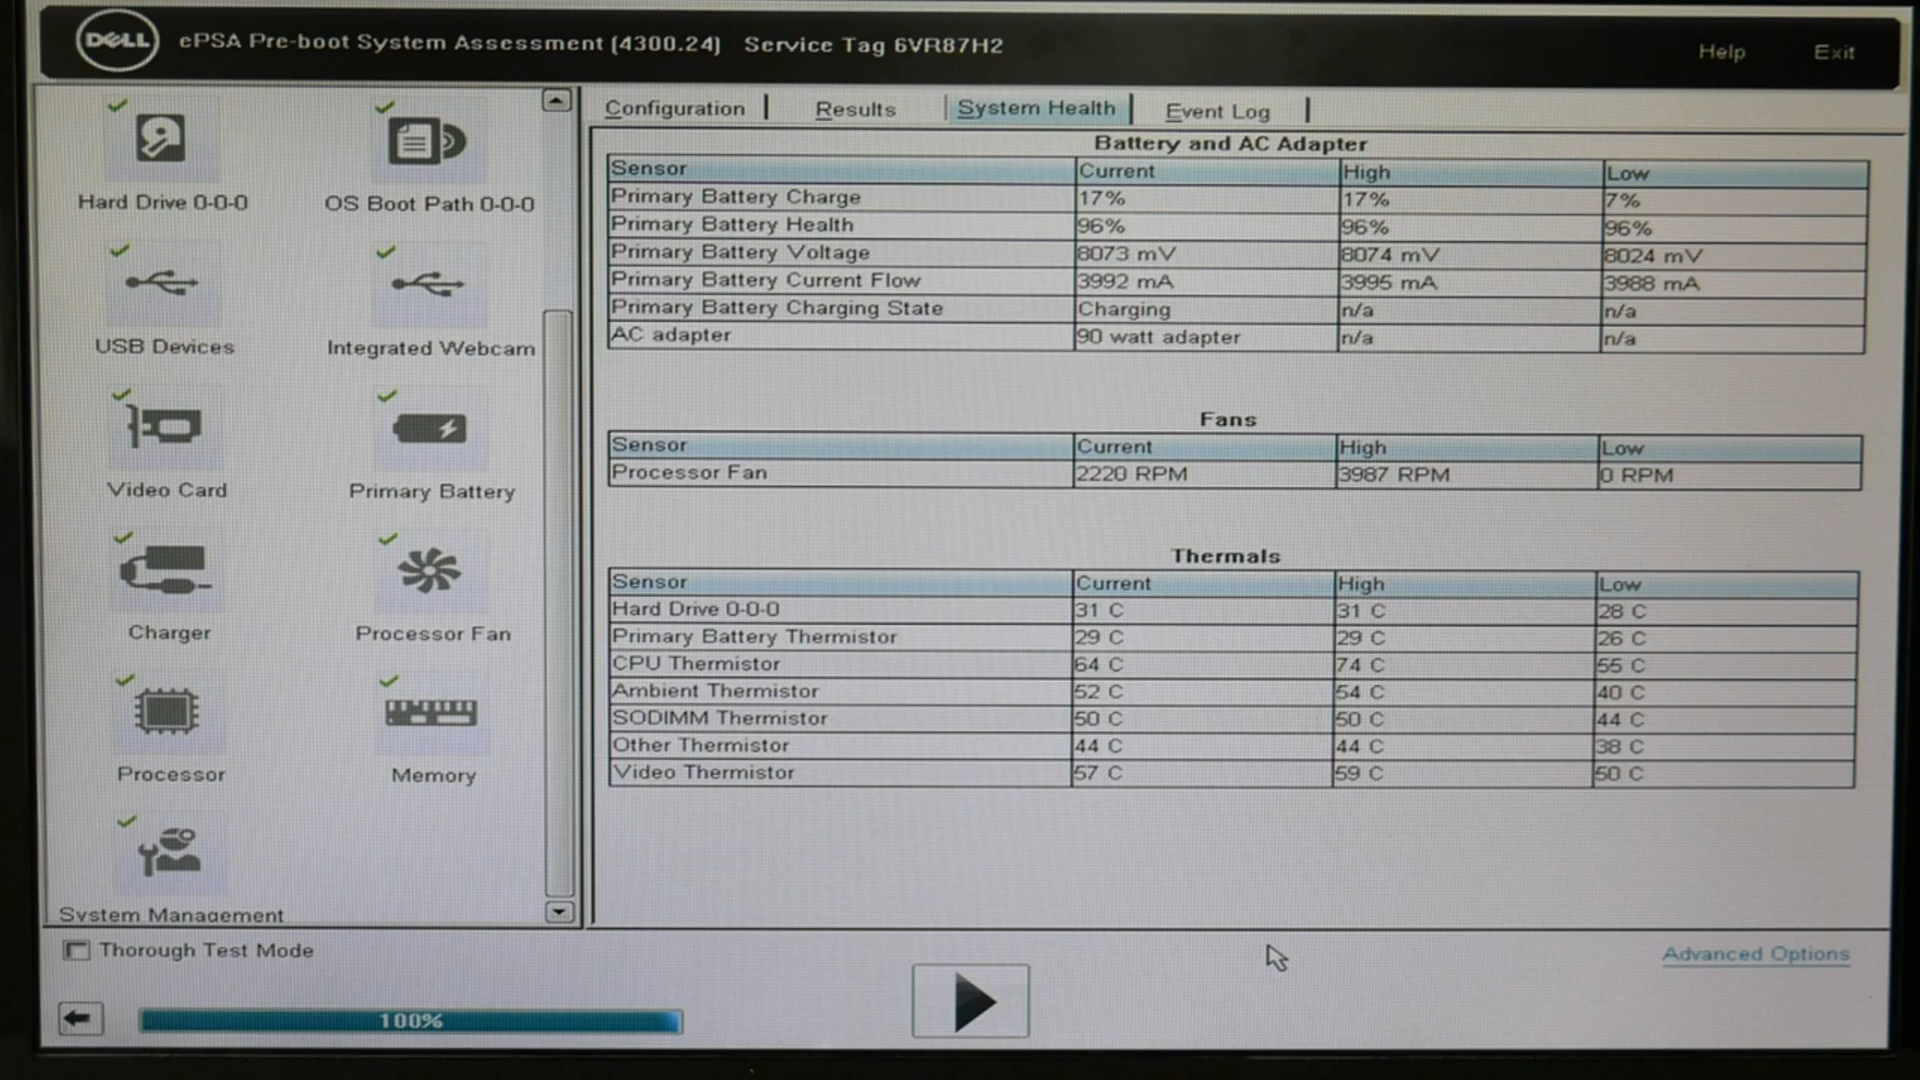 DELL ePSA Pre-boot System Assessment (4300.24) Service Tag 6VR87H2 Help Exit
Hard Drive 0-0-0 OS Boot Path 0-0-0
USB Devices Integrated Webcam
Video Card Primary Battery
Charger Processor Fan
Processor Memory
System Management
Configuration Results System Health Event Log
Battery and AC Adapter
Sensor Current High Low
Primary Battery Charge 17% 17% 7%
Primary Battery Health 96% 96% 96%
Primary Battery Voltage 8073 mV 8074 mV 8024 mV
Primary Battery Current Flow 3992 mA 3995 mA 3988 mA
Primary Battery Charging State Charging n/a n/a
AC adapter 90 watt adapter n/a n/a
Fans
Sensor Current High Low
Processor Fan 2220 RPM 3987 RPM 0 RPM
Thermals
Sensor Current High Low
Hard Drive 0-0-0 31 C 31 C 28 C
Primary Battery Thermistor 29 C 29 C 26 C
CPU Thermistor 64 C 74 C 55 C
Ambient Thermistor 52 C 54 C 40 C
SODIMM Thermistor 50 C 50 C 44 C
Other Thermistor 44 C 44 C 38 C
Video Thermistor 57 C 59 C 50 C
Thorough Test Mode
Advanced Options
100%